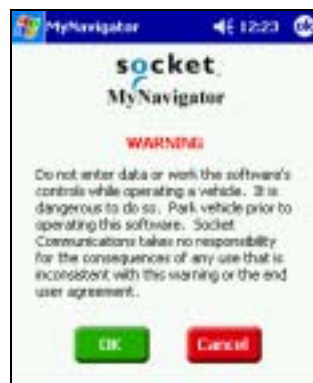 MyNavigator 12:23 ok
socket
MyNavigator
WARNING
Do not enter data or work the software's
controls while operating a vehicle. It is
dangerous to do so. Park vehicle prior to
operating this software. Socket
Communications takes no responsibility
for the consequences of any use that is
inconsistent with this warning or the end
user agreement.
OK Cancel